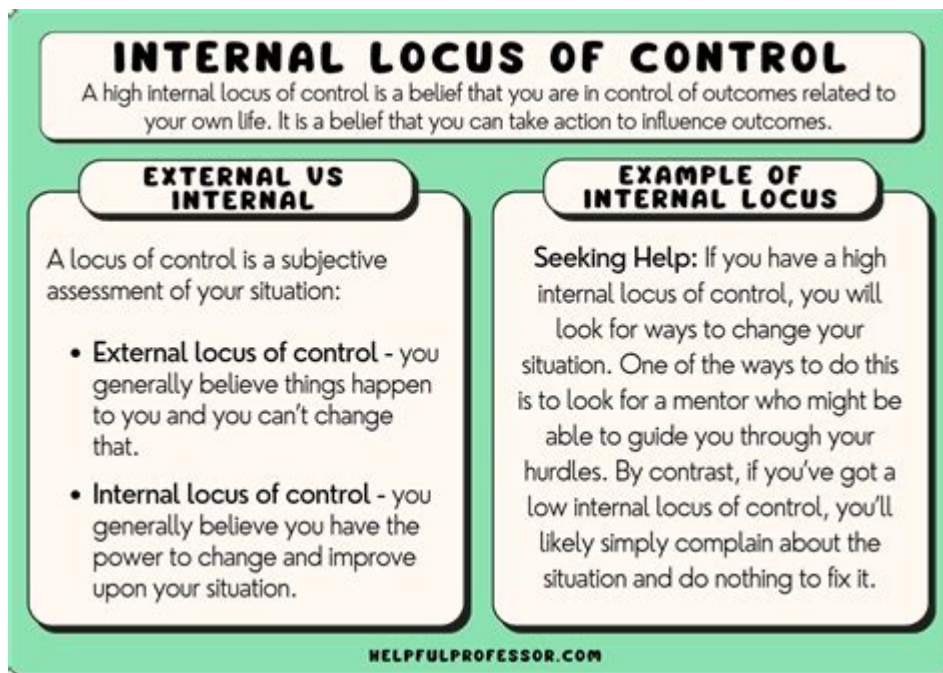 INTERNAL LOCUS OF CONTROL
A high internal locus of control is a belief that you are in control of outcomes related to
your own life. It is a belief that you can take action to influence outcomes.
EXTERNAL VS
INTERNAL
A locus of control is a subjective
assessment of your situation:
• External locus of control - you
generally believe things happen
to you and you can't change
that.
• Internal locus of control - you
generally believe you have the
power to change and improve
upon your situation.
EXAMPLE OF
INTERNAL LOCUS
Seeking Help: If you have a high
internal locus of control, you will
look for ways to change your
situation. One of the ways to do this
is to look for a mentor who might be
able to guide you through your
hurdles. By contrast, if you've got a
low internal locus of control, you'll
likely simply complain about the
situation and do nothing to fix it.
HELPFULPROFESSOR.COM